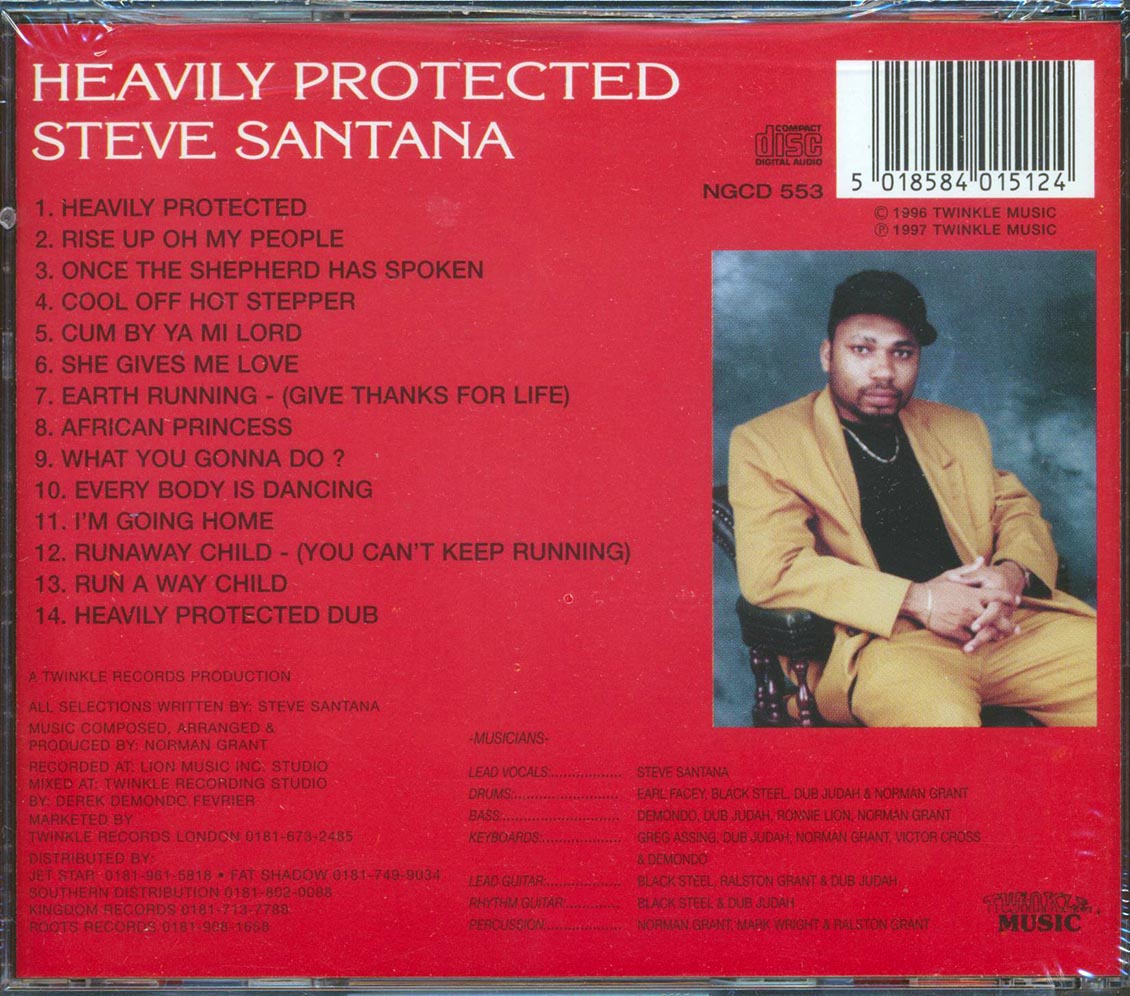 HEAVILY PROTECTED
STEVE SANTANA
COMPACT
disc
DIGITAL AUDIO
NGCD 553
5 018584 015124
© 1996 TWINKLE MUSIC
℗ 1997 TWINKLE MUSIC
1. HEAVILY PROTECTED
2. RISE UP OH MY PEOPLE
3. ONCE THE SHEPHERD HAS SPOKEN
4. COOL OFF HOT STEPPER
5. CUM BY YA MI LORD
6. SHE GIVES ME LOVE
7. EARTH RUNNING - (GIVE THANKS FOR LIFE)
8. AFRICAN PRINCESS
9. WHAT YOU GONNA DO ?
10. EVERY BODY IS DANCING
11. I'M GOING HOME
12. RUNAWAY CHILD - (YOU CAN'T KEEP RUNNING)
13. RUN A WAY CHILD
14. HEAVILY PROTECTED DUB
A TWINKLE RECORDS PRODUCTION
ALL SELECTIONS WRITTEN BY: STEVE SANTANA
MUSIC COMPOSED, ARRANGED &
PRODUCED BY: NORMAN GRANT
RECORDED AT: LION MUSIC INC. STUDIO
MIXED AT: TWINKLE RECORDING STUDIO
BY: DEREK DEMONDO FEVRIER
MARKETED BY
TWINKLE RECORDS LONDON 0181-673-2485
DISTRIBUTED BY:
JET STAR 0181-961-5818 • FAT SHADOW 0181-749-9034
SOUTHERN DISTRIBUTION 0181-802-0088
KINGDOM RECORDS 0181-713-7788
ROOTS RECORDS 0181-968-1658
-MUSICIANS-
LEAD VOCALS:.................. STEVE SANTANA
DRUMS:........................... EARL FACEY, BLACK STEEL, DUB JUDAH & NORMAN GRANT
BASS:.............................. DEMONDO, DUB JUDAH, RONNIE LION, NORMAN GRANT
KEYBOARDS:.................... GREG ASSING, DUB JUDAH, NORMAN GRANT, VICTOR CROSS
& DEMONDO
LEAD GUITAR:................... BLACK STEEL, RALSTON GRANT & DUB JUDAH
RHYTHM GUITAR:.............. BLACK STEEL & DUB JUDAH
PERCUSSION.................... NORMAN GRANT, MARK WRIGHT & RALSTON GRANT
TWINKLE
MUSIC